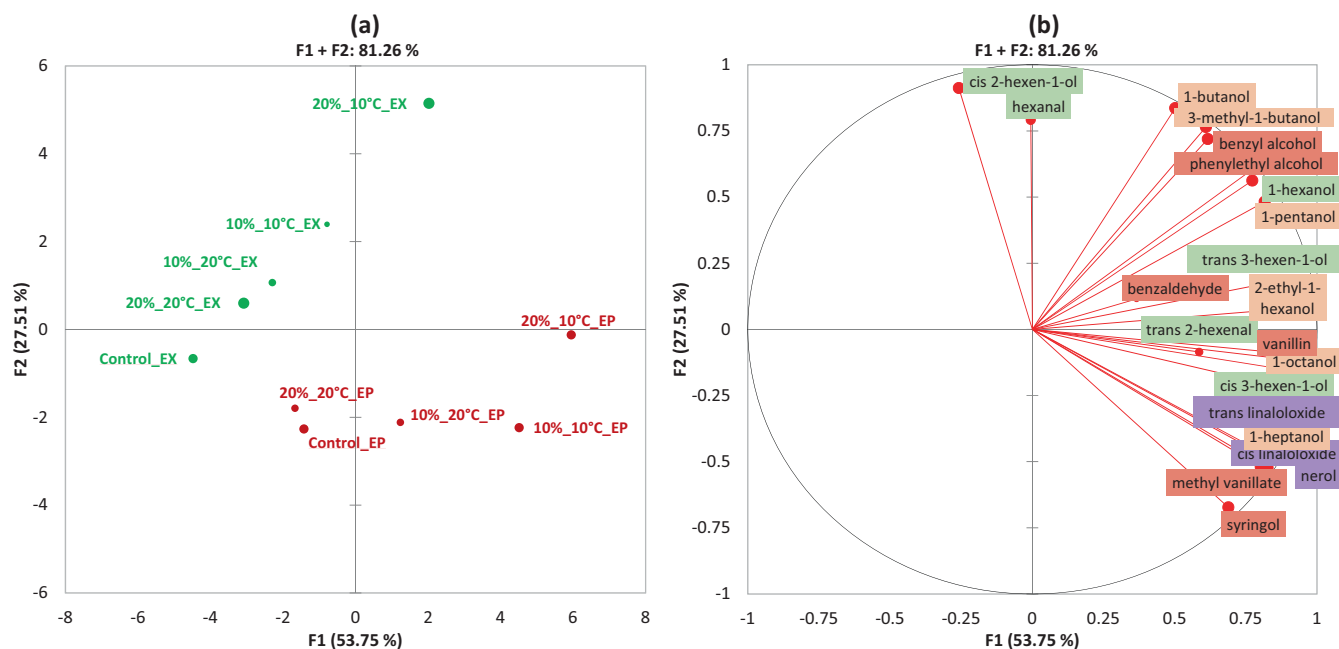 (a)
F1 + F2: 81.26 %
6
4
2
0
-2
-4
-6
F2 (27.51 %)
20%_10°C_EX
10%_10°C_EX
10%_20°C_EX
20%_20°C_EX
Control_EX
20%_10°C_EP
20%_20°C_EP
10%_20°C_EP
10%_10°C_EP
Control_EP
-8
-6
-4
-2
0
2
4
6
8
F1 (53.75 %)
(b)
F1 + F2: 81.26 %
1
0.75
0.5
0.25
0
-0.25
-0.5
-0.75
-1
F2 (27.51 %)
cis 2-hexen-1-ol
hexanal
1-butanol
3-methyl-1-butanol
benzyl alcohol
phenylethyl alcohol
1-hexanol
1-pentanol
trans 3-hexen-1-ol
benzaldehyde
2-ethyl-1-
hexanol
trans 2-hexenal
vanillin
1-octanol
cis 3-hexen-1-ol
trans linaloloxide
1-heptanol
cis linaloloxide
nerol
methyl vanillate
syringol
-1
-0.75
-0.5
-0.25
0
0.25
0.5
0.75
1
F1 (53.75 %)